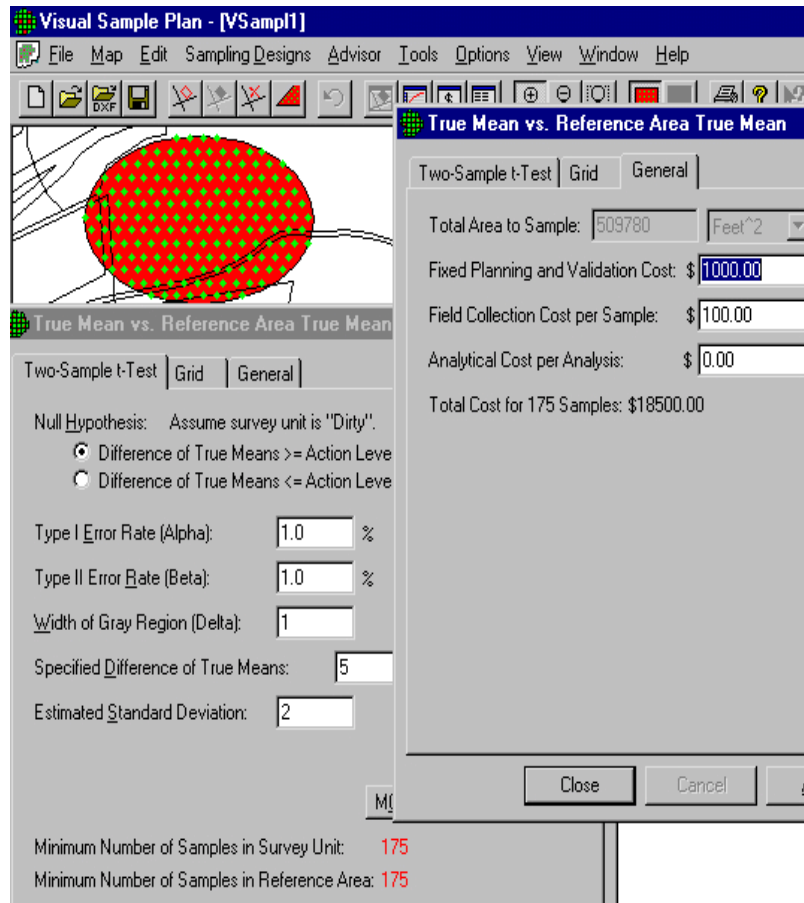 Visual Sample Plan - [VSampl1]
File Map Edit Sampling Designs Advisor Tools Options View Window Help
DXF
True Mean vs. Reference Area True Mean
Two-Sample t-Test Grid General
Total Area to Sample: 509780 Feet^2
Fixed Planning and Validation Cost: $ 1000.00
Field Collection Cost per Sample: $ 100.00
Analytical Cost per Analysis: $ 0.00
Total Cost for 175 Samples: $18500.00
Close Cancel
True Mean vs. Reference Area True Mean
Two-Sample t-Test Grid General
Null Hypothesis: Assume survey unit is "Dirty".
Difference of True Means >= Action Leve
Difference of True Means <= Action Leve
Type I Error Rate (Alpha): 1.0 %
Type II Error Rate (Beta): 1.0 %
Width of Gray Region (Delta): 1
Specified Difference of True Means: 5
Estimated Standard Deviation: 2
Minimum Number of Samples in Survey Unit: 175
Minimum Number of Samples in Reference Area: 175